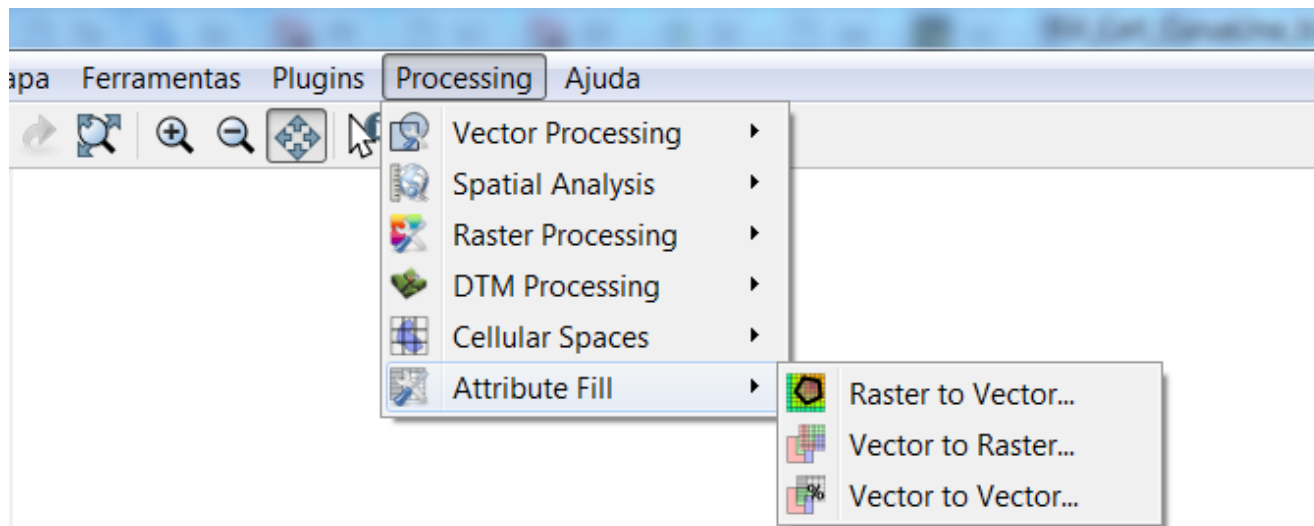 apa Ferramentas Plugins Processing Ajuda
Vector Processing
Spatial Analysis
Raster Processing
DTM Processing
Cellular Spaces
Attribute Fill
Raster to Vector...
Vector to Raster...
Vector to Vector...
%